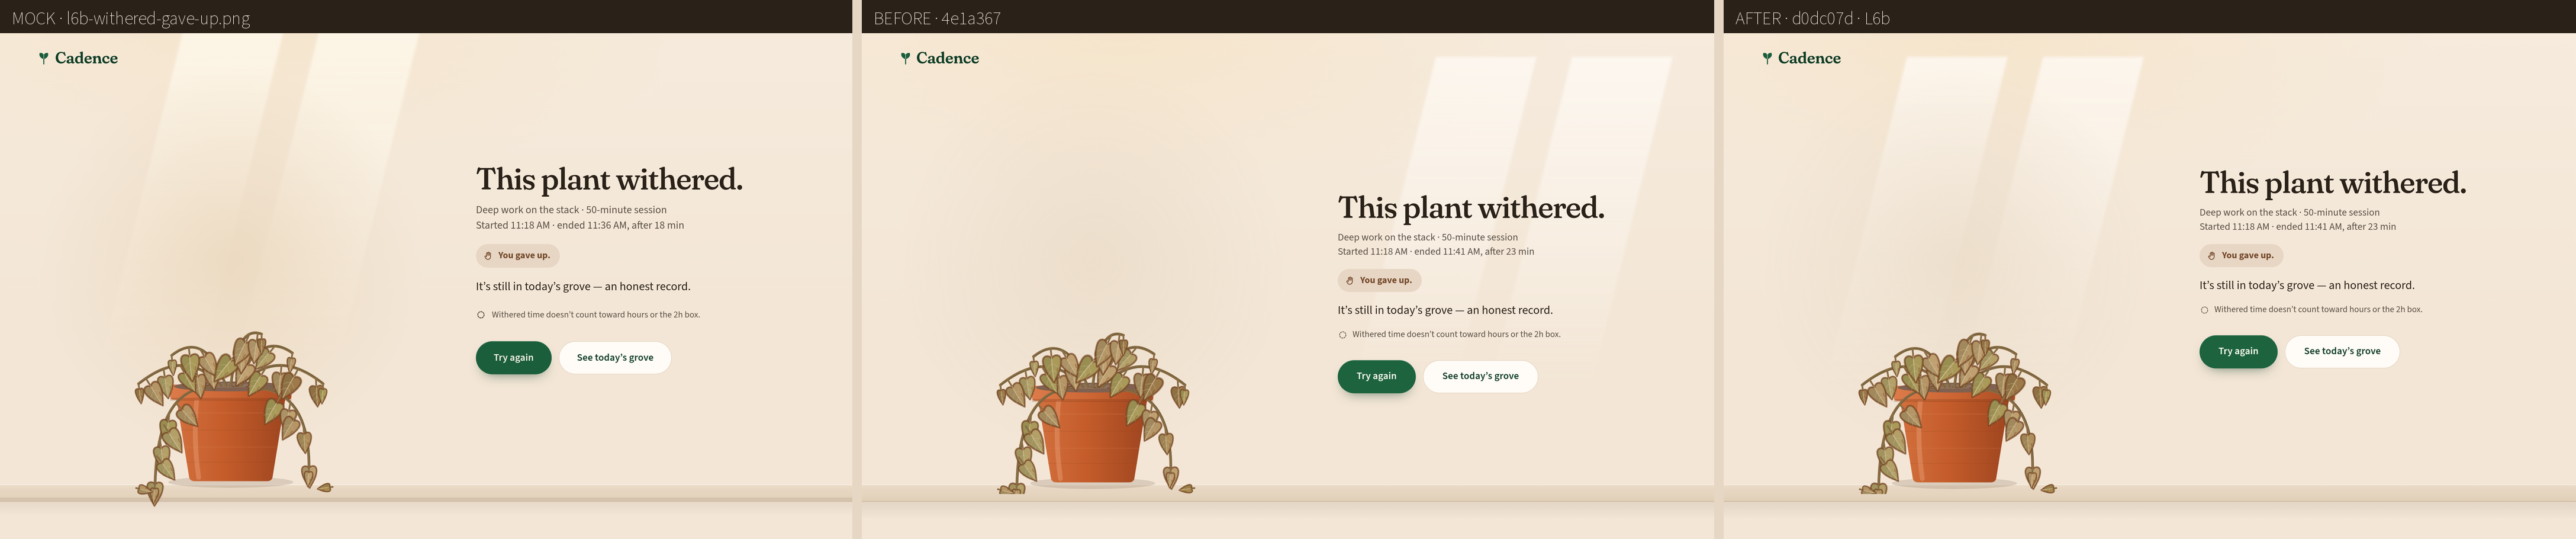 MOCK · l6b-withered-gave-up.png
Cadence
This plant withered.
Deep work on the stack · 50-minute session
Started 11:18 AM · ended 11:36 AM, after 18 min
You gave up.
It’s still in today’s grove — an honest record.
Withered time doesn’t count toward hours or the 2h box.
Try again
See today’s grove
BEFORE · 4e1a367
Cadence
This plant withered.
Deep work on the stack · 50-minute session
Started 11:18 AM · ended 11:41 AM, after 23 min
You gave up.
It’s still in today’s grove — an honest record.
Withered time doesn’t count toward hours or the 2h box.
Try again
See today’s grove
AFTER · d0dc07d · L6b
Cadence
This plant withered.
Deep work on the stack · 50-minute session
Started 11:18 AM · ended 11:41 AM, after 23 min
You gave up.
It’s still in today’s grove — an honest record.
Withered time doesn’t count toward hours or the 2h box.
Try again
See today’s grove